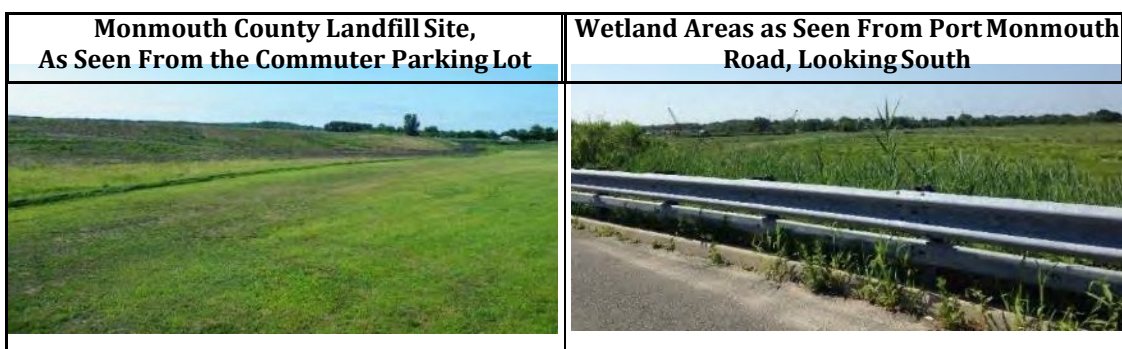 Monmouth County Landfill Site,
As Seen From the Commuter Parking Lot
Wetland Areas as Seen From Port Monmouth
Road, Looking South